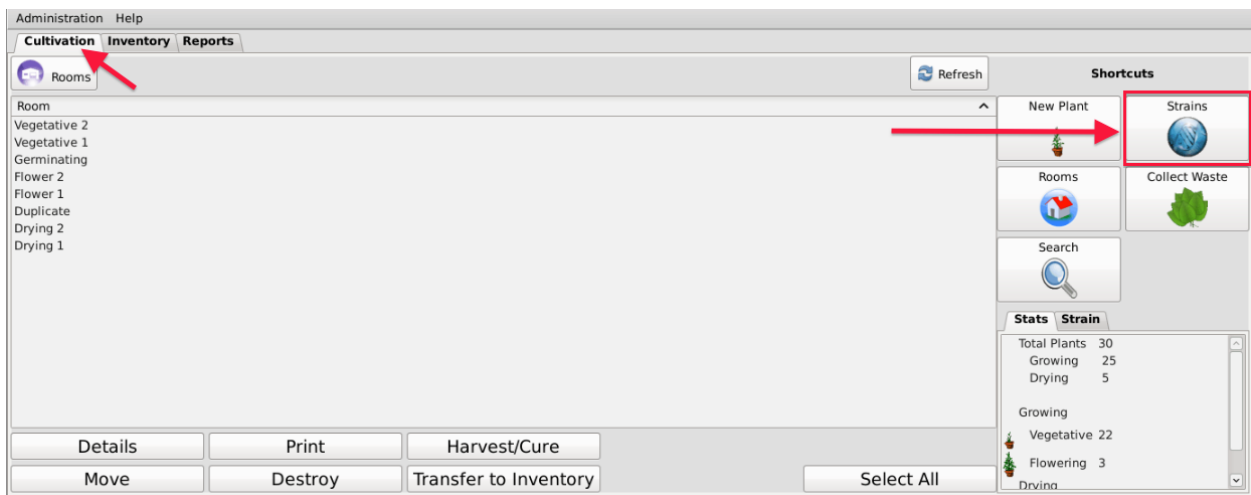 Administration Help
Cultivation Inventory Reports
Rooms
Refresh
Shortcuts
Room
Vegetative 2
Vegetative 1
Germinating
Flower 2
Flower 1
Duplicate
Drying 2
Drying 1
New Plant
Strains
Rooms
Collect Waste
Search
Stats Strain
Total Plants 30
Growing 25
Drying 5
Growing
Vegetative 22
Flowering 3
Drying
Details Print Harvest/Cure
Move Destroy Transfer to Inventory Select All